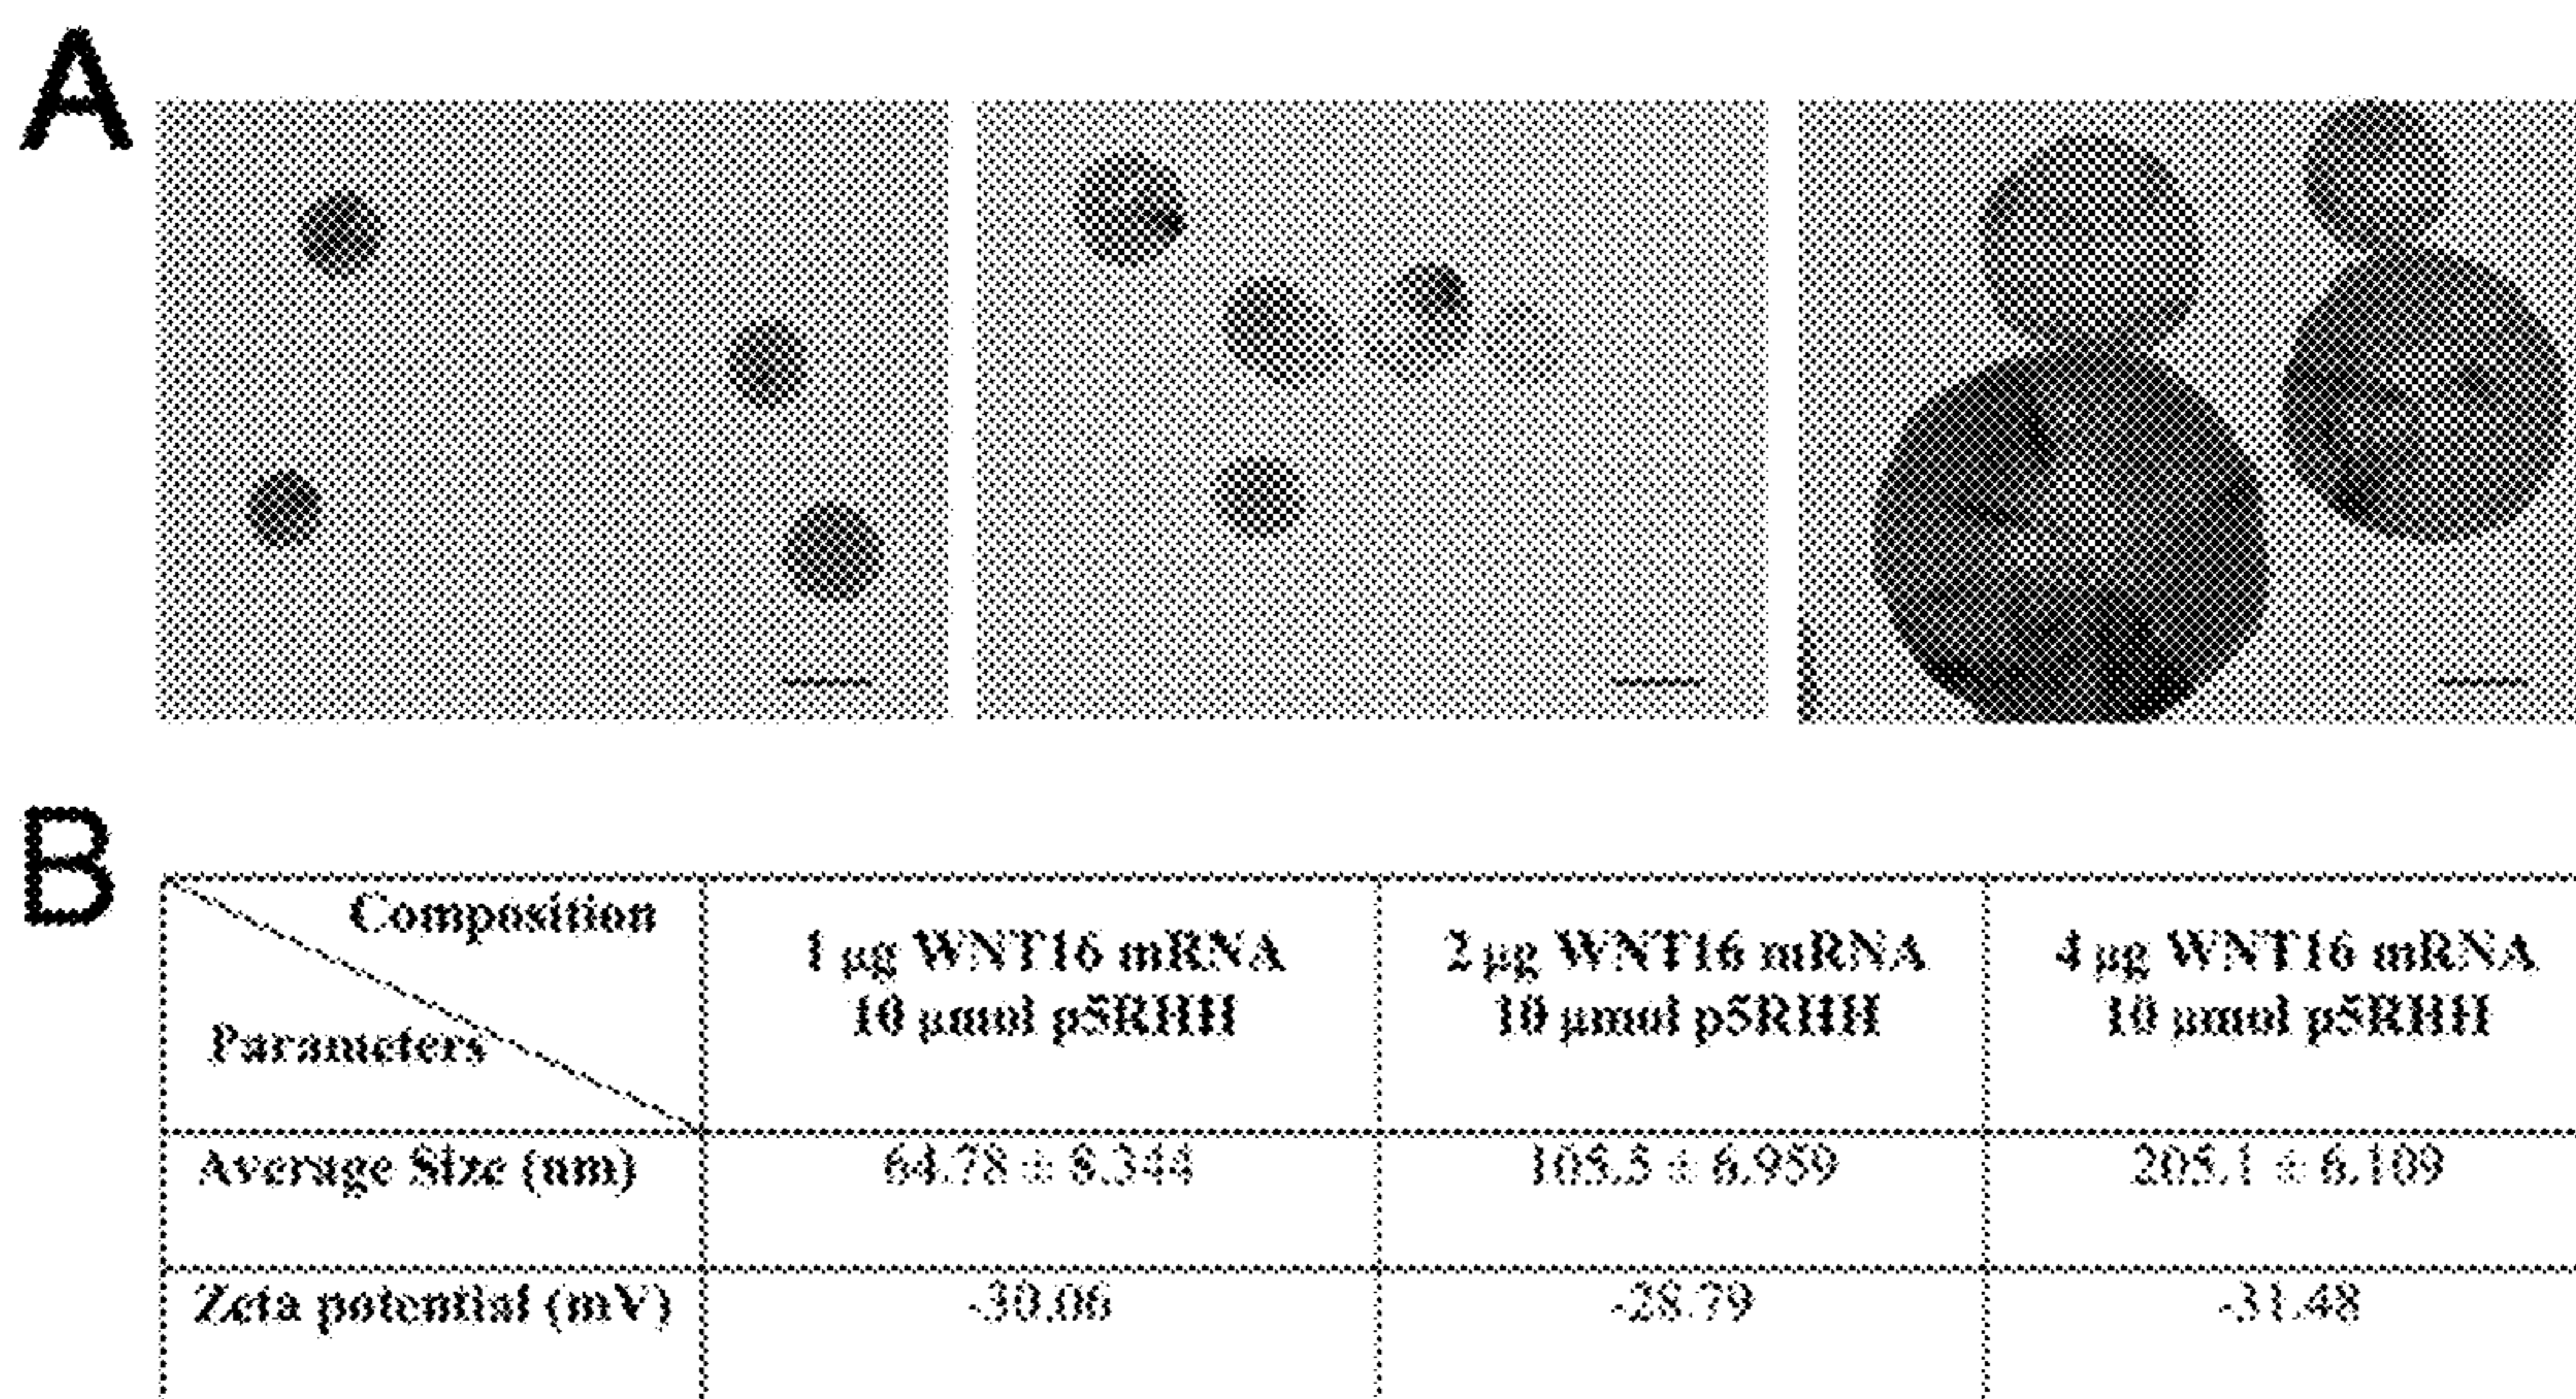 A
B
Composition
Parameters
1 µg WNT16 mRNA
10 µmol p5RHH
2 µg WNT16 mRNA
10 µmol p5RHH
4 µg WNT16 mRNA
10 µmol p5RHH
Average Size (nm)
64.78 ± 8.344
105.5 ± 6.959
205.1 ± 6.109
Zeta potential (mV)
-30.06
-28.79
-31.48